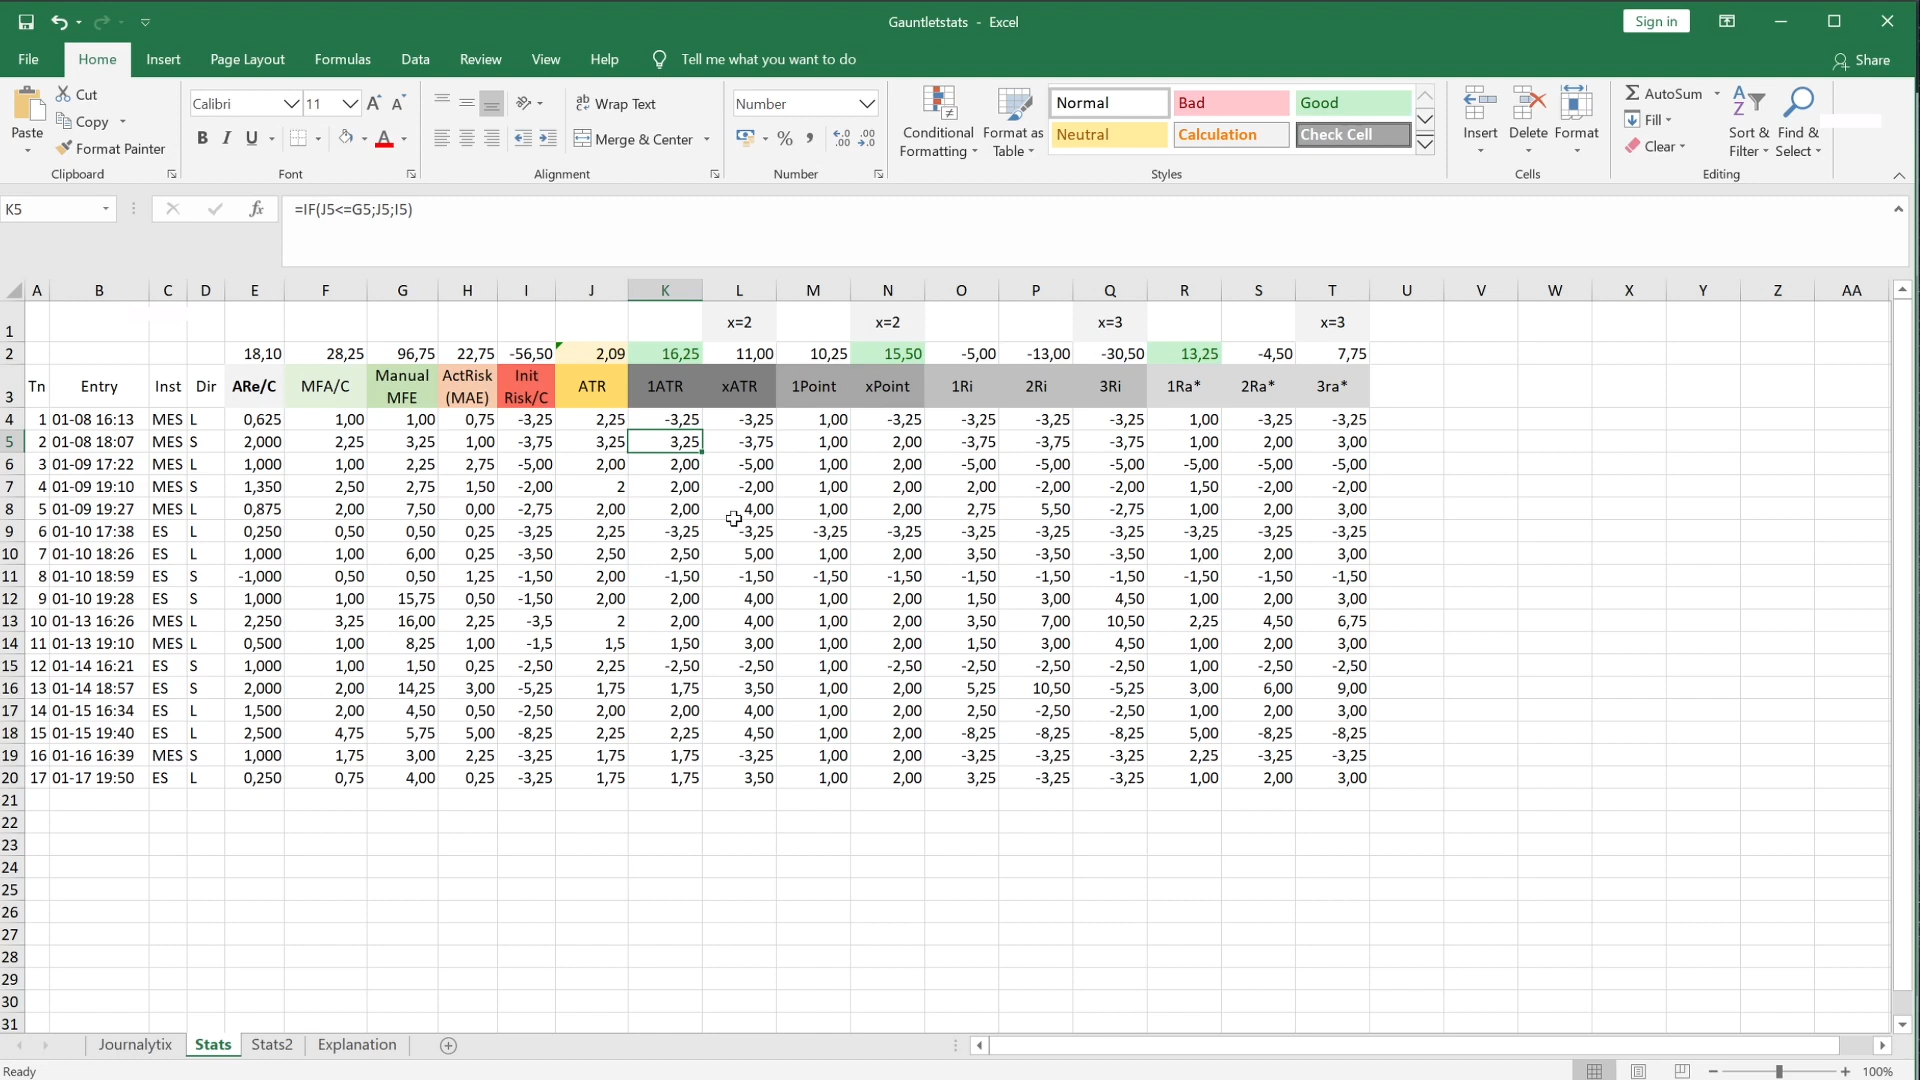 Gauntletstats - Excel
Sign in
File Home Insert Page Layout Formulas Data Review View Help Tell me what you want to do Share
Paste
Cut
Copy
Format Painter
Clipboard
Calibri 11
B I U
Font
Wrap Text
Merge & Center
Alignment
Number
%
Number
Conditional Formatting
Format as Table
Normal Bad Good
Neutral Calculation Check Cell
Styles
Insert Delete Format
Cells
AutoSum
Fill
Clear
Sort & Filter
Find & Select
Editing
K5 fx =IF(J5<=G5;J5;I5)
A B C D E F G H I J K L M N O P Q R S T U V W X Y Z AA
1 x=2 x=2 x=3 x=3
2 18,10 28,25 96,75 22,75 -56,50 2,09 16,25 11,00 10,25 15,50 -5,00 -13,00 -30,50 13,25 -4,50 7,75
3 Tn Entry Inst Dir ARe/C MFA/C Manual MFE ActRisk (MAE) Init Risk/C ATR 1ATR xATR 1Point xPoint 1Ri 2Ri 3Ri 1Ra* 2Ra* 3ra*
4 1 01-08 16:13 MES L 0,625 1,00 1,00 0,75 -3,25 2,25 -3,25 -3,25 1,00 -3,25 -3,25 -3,25 -3,25 1,00 -3,25 -3,25
5 2 01-08 18:07 MES S 2,000 2,25 3,25 1,00 -3,75 3,25 3,25 -3,75 1,00 2,00 -3,75 -3,75 -3,75 1,00 2,00 3,00
6 3 01-09 17:22 MES L 1,000 1,00 2,25 2,75 -5,00 2,00 2,00 -5,00 1,00 2,00 -5,00 -5,00 -5,00 -5,00 -5,00 -5,00
7 4 01-09 19:10 MES S 1,350 2,50 2,75 1,50 -2,00 2 2,00 -2,00 1,00 2,00 2,00 -2,00 -2,00 1,50 -2,00 -2,00
8 5 01-09 19:27 MES L 0,875 2,00 7,50 0,00 -2,75 2,00 2,00 4,00 1,00 2,00 2,75 5,50 -2,75 1,00 2,00 3,00
9 6 01-10 17:38 ES L 0,250 0,50 0,50 0,25 -3,25 2,25 -3,25 -3,25 -3,25 -3,25 -3,25 -3,25 -3,25 -3,25 -3,25 -3,25
10 7 01-10 18:26 ES L 1,000 1,00 6,00 0,25 -3,50 2,50 2,50 5,00 1,00 2,00 3,50 -3,50 -3,50 1,00 2,00 3,00
11 8 01-10 18:59 ES S -1,000 0,50 0,50 1,25 -1,50 2,00 -1,50 -1,50 -1,50 -1,50 -1,50 -1,50 -1,50 -1,50 -1,50 -1,50
12 9 01-10 19:28 ES S 1,000 1,00 15,75 0,50 -1,50 2,00 2,00 4,00 1,00 2,00 1,50 3,00 4,50 1,00 2,00 3,00
13 10 01-13 16:26 MES L 2,250 3,25 16,00 2,25 -3,5 2 2,00 4,00 1,00 2,00 3,50 7,00 10,50 2,25 4,50 6,75
14 11 01-13 19:10 MES L 0,500 1,00 8,25 1,00 -1,5 1,5 1,50 3,00 1,00 2,00 1,50 3,00 4,50 1,00 2,00 3,00
15 12 01-14 16:21 ES S 1,000 1,00 1,50 0,25 -2,50 2,25 -2,50 -2,50 1,00 -2,50 -2,50 -2,50 -2,50 1,00 -2,50 -2,50
16 13 01-14 18:57 ES S 2,000 2,00 14,25 3,00 -5,25 1,75 1,75 3,50 1,00 2,00 5,25 10,50 -5,25 3,00 6,00 9,00
17 14 01-15 16:34 ES L 1,500 2,00 4,50 0,50 -2,50 2,00 2,00 4,00 1,00 2,00 2,50 -2,50 -2,50 1,00 2,00 3,00
18 15 01-15 19:40 ES L 2,500 4,75 5,75 5,00 -8,25 2,25 2,25 4,50 1,00 2,00 -8,25 -8,25 -8,25 5,00 -8,25 -8,25
19 16 01-16 16:39 MES S 1,000 1,75 3,00 2,25 -3,25 1,75 1,75 -3,25 1,00 2,00 -3,25 -3,25 -3,25 2,25 -3,25 -3,25
20 17 01-17 19:50 ES L 0,250 0,75 4,00 0,25 -3,25 1,75 1,75 3,50 1,00 2,00 3,25 -3,25 -3,25 1,00 2,00 3,00
21
22
23
24
25
26
27
28
29
30
31
Journalytix Stats Stats2 Explanation
Ready 100%